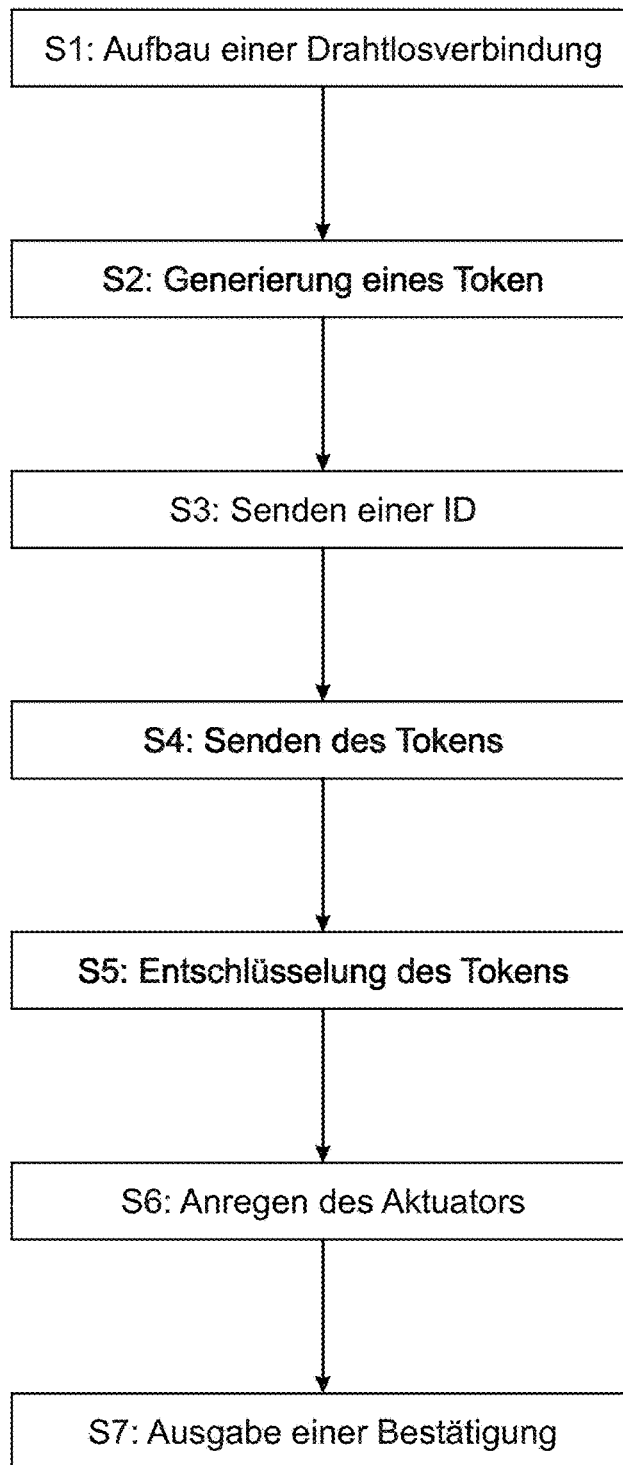 S1: Aufbau einer Drahtlosverbindung
S2: Generierung eines Token
S3: Senden einer ID
S4: Senden des Tokens
S5: Entschlüsselung des Tokens
S6: Anregen des Aktuators
S7: Ausgabe einer Bestätigung